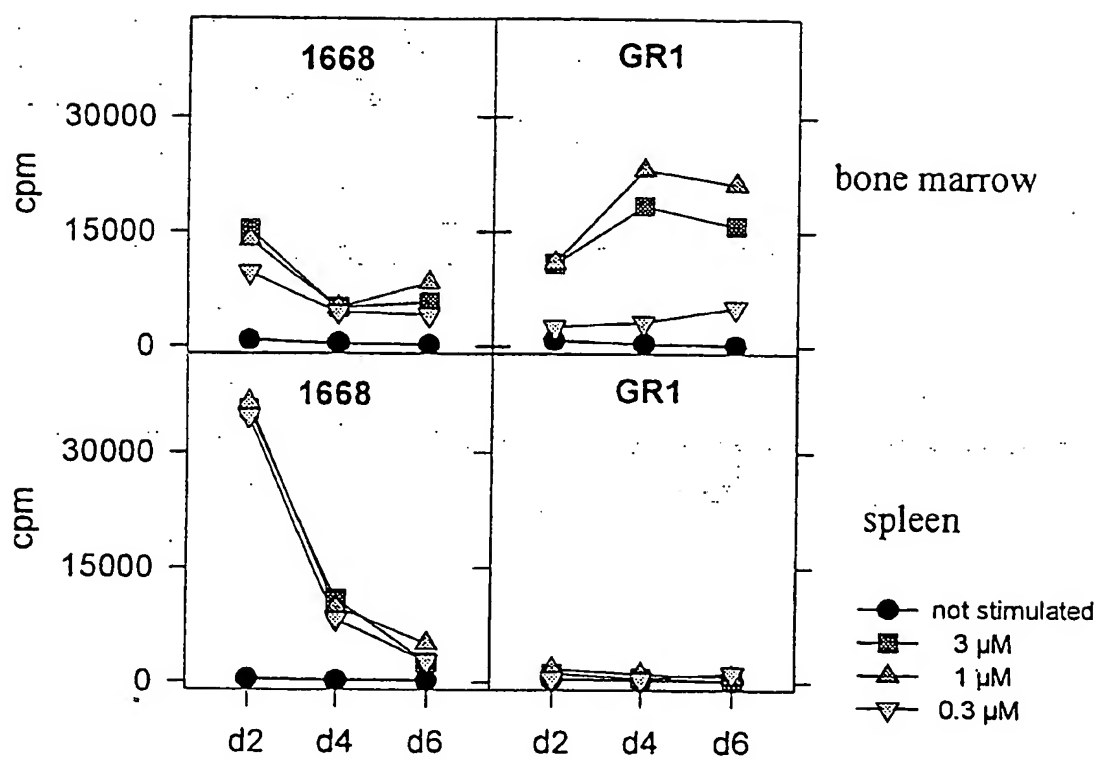 1668
GR1
30000
15000
0
cpm
bone marrow
1668
GR1
30000
15000
0
cpm
spleen
not stimulated
3 µM
1 µM
0.3 µM
d2 d4 d6
d2 d4 d6